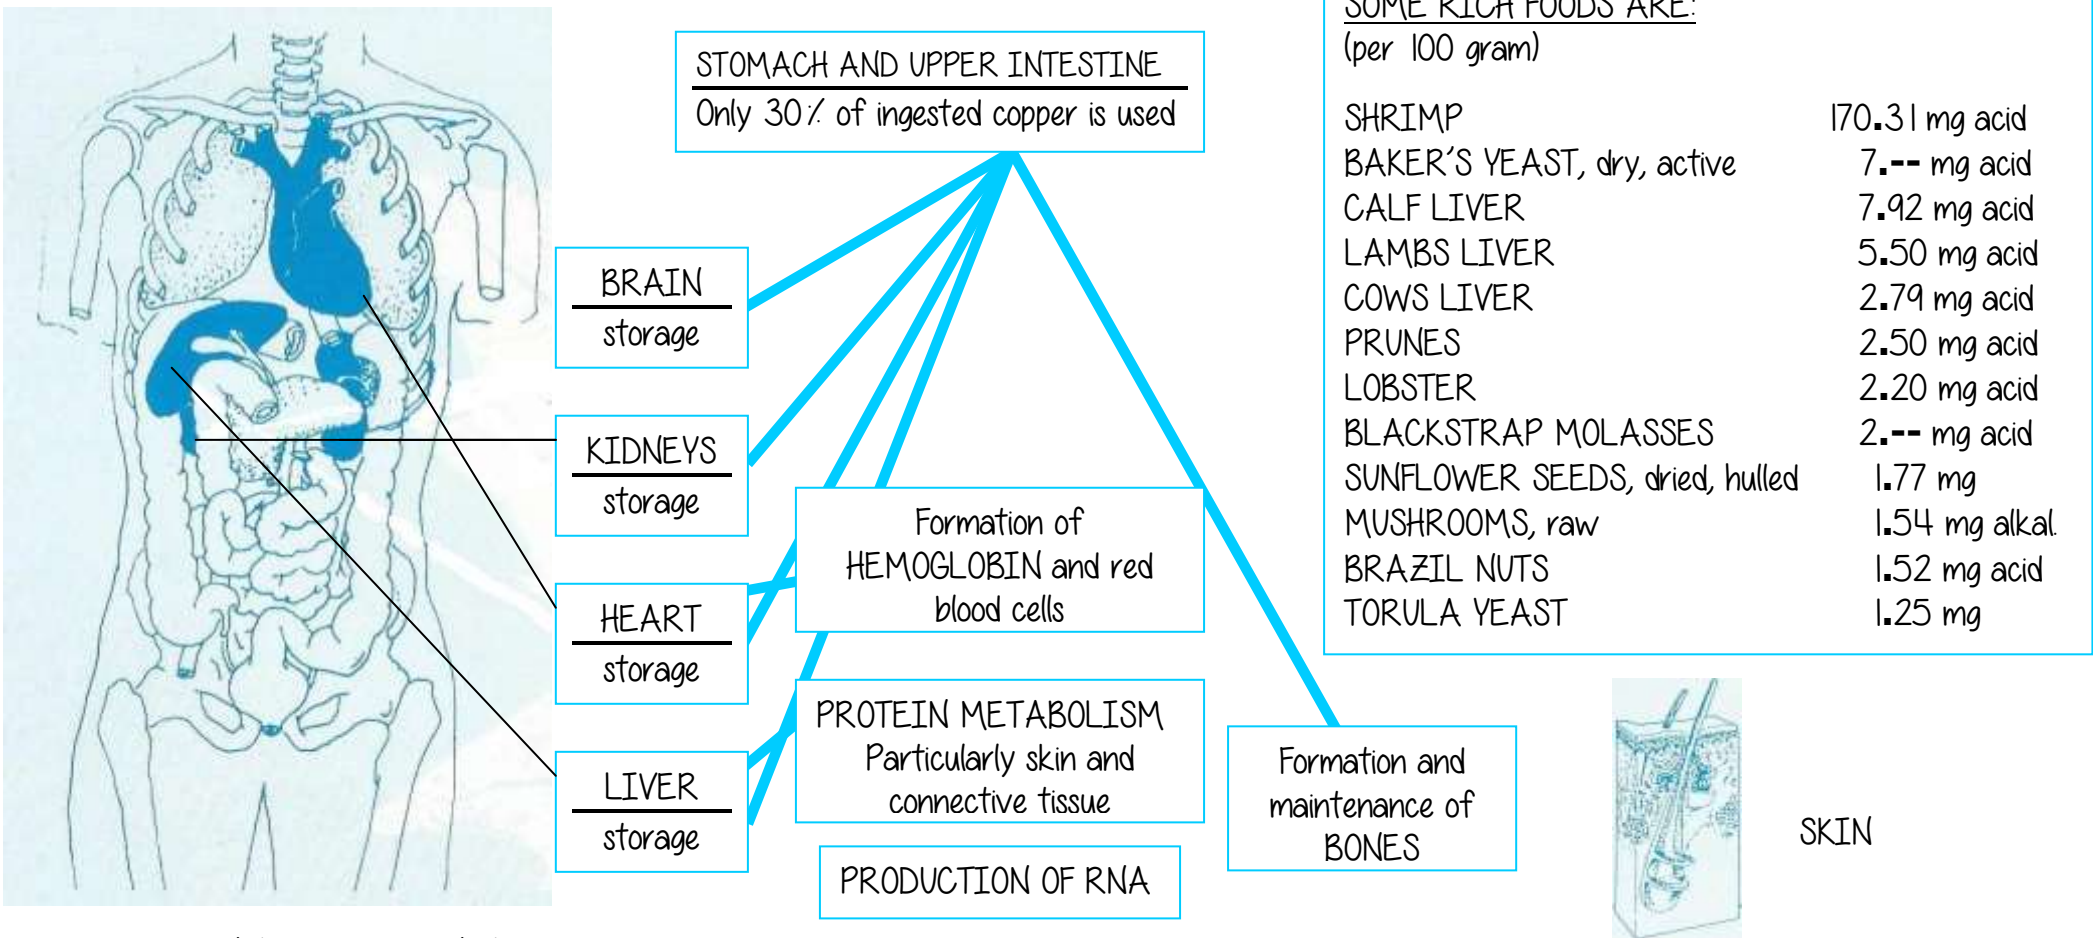 STOMACH AND UPPER INTESTINE
Only 30% of ingested copper is used
BRAIN
storage
KIDNEYS
storage
HEART
storage
LIVER
storage
Formation of
HEMOGLOBIN and red
blood cells
PROTEIN METABOLISM
Particularly skin and
connective tissue
PRODUCTION OF RNA
Formation and
maintenance of
BONES
SOME RICH FOODS ARE:
(per 100 gram)
SHRIMP 170.31 mg acid
BAKER'S YEAST, dry, active 7.-- mg acid
CALF LIVER 7.92 mg acid
LAMBS LIVER 5.50 mg acid
COWS LIVER 2.79 mg acid
PRUNES 2.50 mg acid
LOBSTER 2.20 mg acid
BLACKSTRAP MOLASSES 2.-- mg acid
SUNFLOWER SEEDS, dried, hulled 1.77 mg
MUSHROOMS, raw 1.54 mg alkal.
BRAZIL NUTS 1.52 mg acid
TORULA YEAST 1.25 mg
SKIN